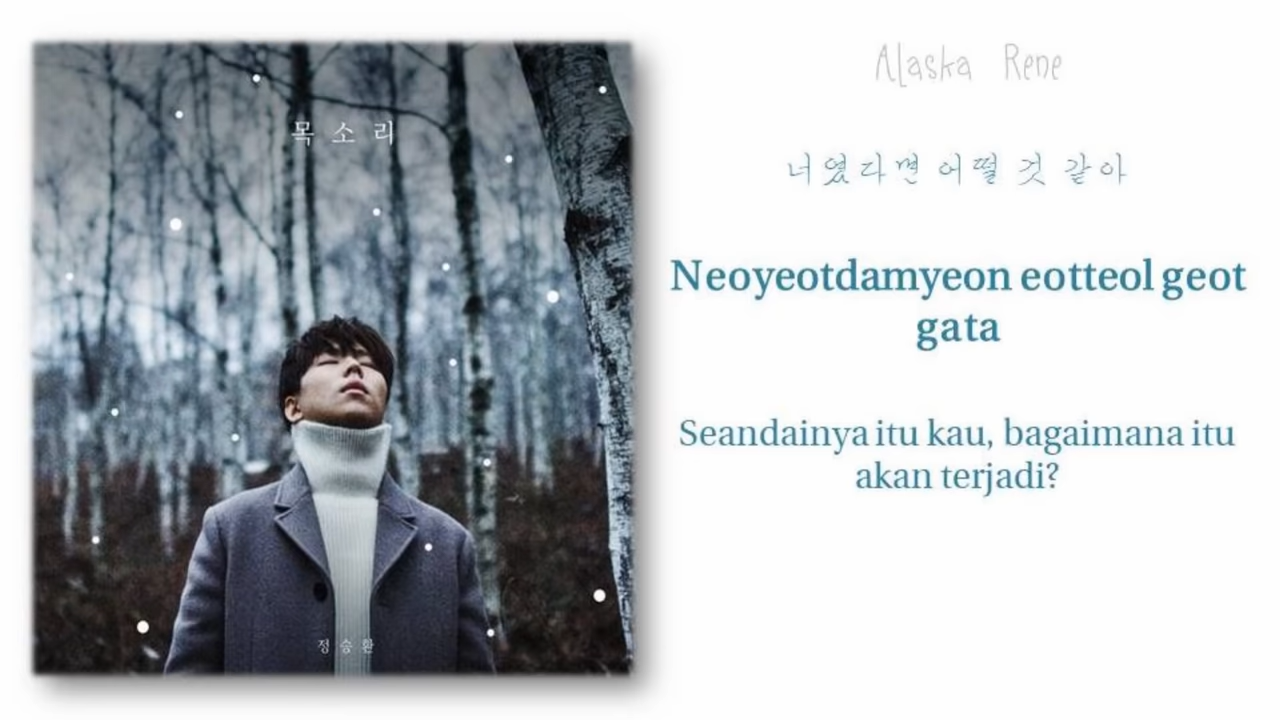 목소리
정승환
Alaska Rene
너였다면 어떨 것 같아
Neoyeotdamyeon eotteol geot
gata
Seandainya itu kau, bagaimana itu
akan terjadi?